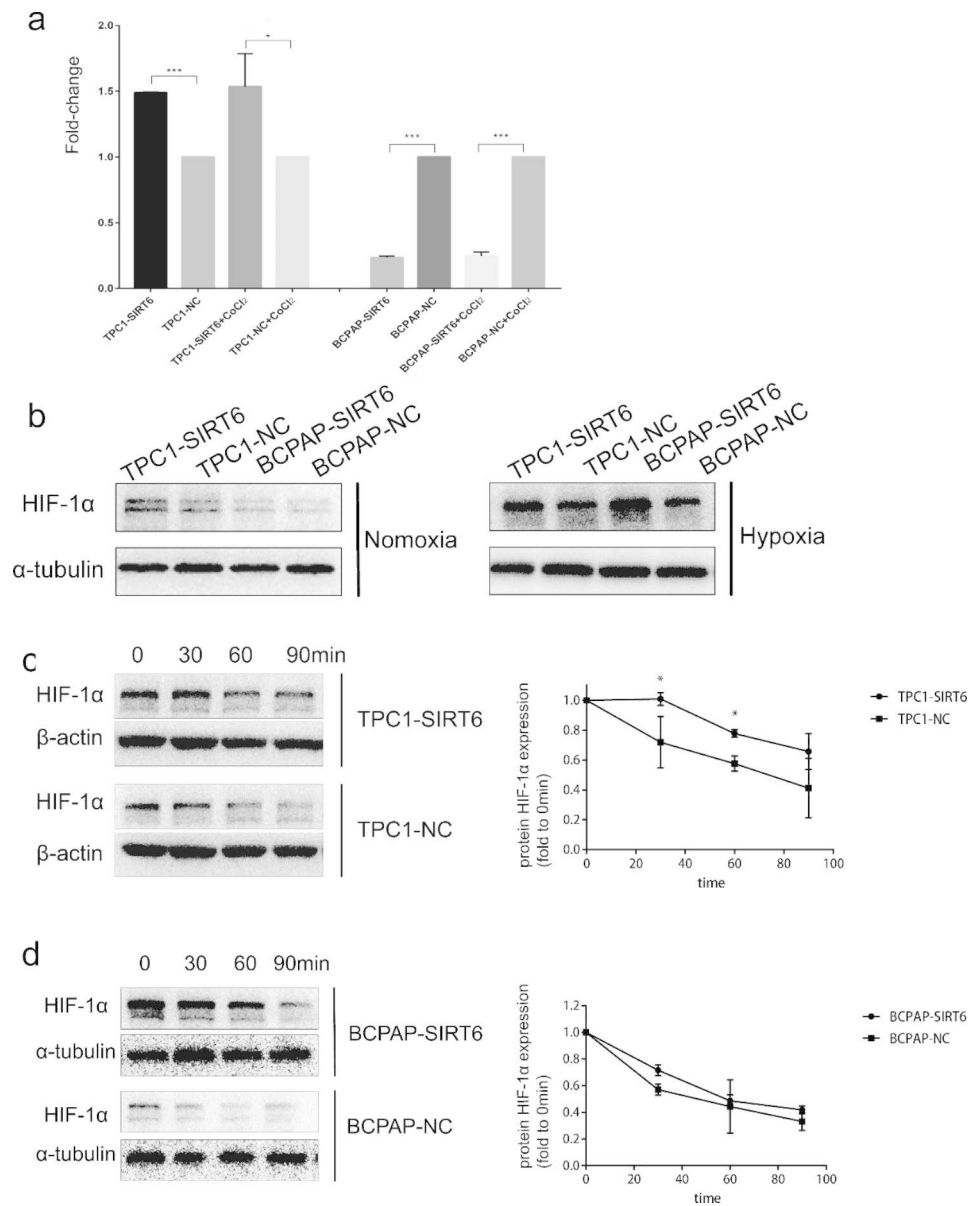 a
Fold-change
2.0
1.5
1.0
0.5
0.0
***
*
***
***
TPC1-SIRT6
TPC1-NC
TPC1-SIRT6+CoCl2
TPC1-NC+CoCl2
BCPAP-SIRT6
BCPAP-NC
BCPAP-SIRT6+CoCl2
BCPAP-NC+CoCl2
b
TPC1-SIRT6
TPC1-NC
BCPAP-SIRT6
BCPAP-NC
HIF-1α
α-tubulin
Nomoxia
TPC1-SIRT6
TPC1-NC
BCPAP-SIRT6
BCPAP-NC
Hypoxia
c
0 30 60 90min
HIF-1α
β-actin
TPC1-SIRT6
HIF-1α
β-actin
TPC1-NC
protein HIF-1α expression
(fold to 0min)
1.0
0.8
0.6
0.4
0.2
0.0
*
*
0 20 40 60 80 100
time
TPC1-SIRT6
TPC1-NC
d
0 30 60 90min
HIF-1α
α-tubulin
BCPAP-SIRT6
HIF-1α
α-tubulin
BCPAP-NC
protein HIF-1α expression
(fold to 0min)
1.2
1.0
0.8
0.6
0.4
0.2
0.0
0 20 40 60 80 100
time
BCPAP-SIRT6
BCPAP-NC